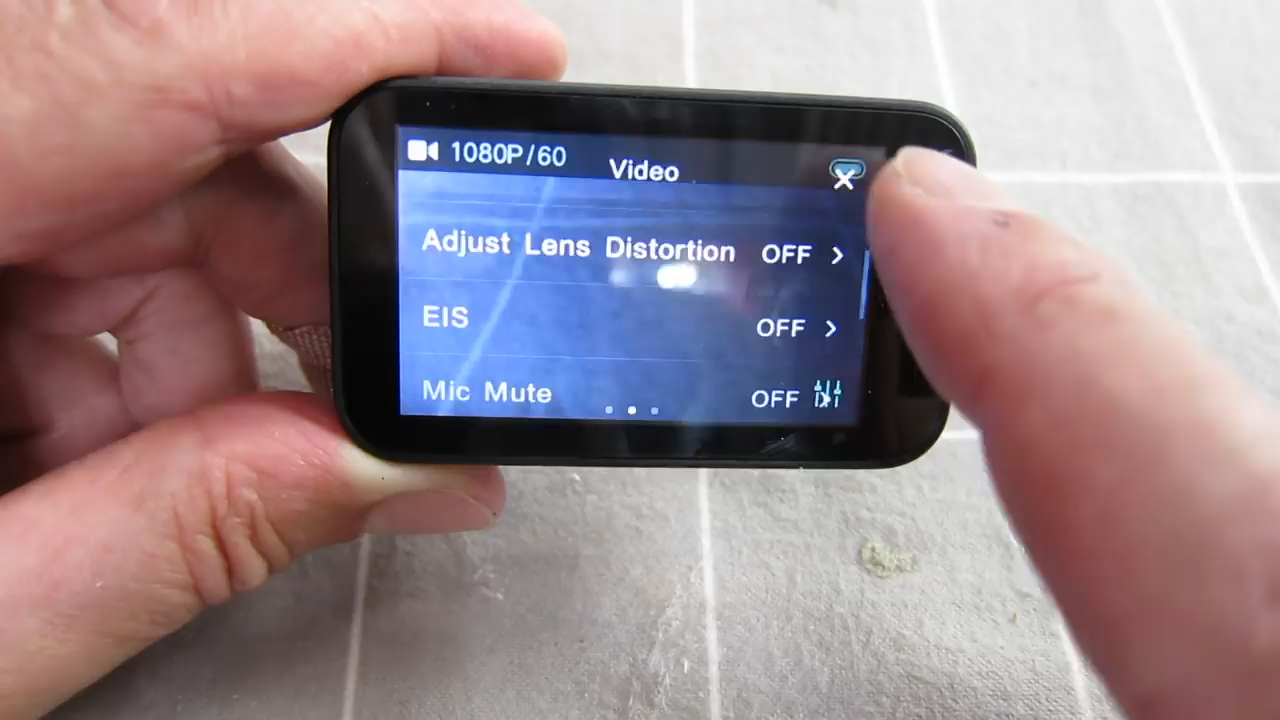 1080P/60
Video
Adjust Lens Distortion OFF
EIS OFF
Mic Mute OFF